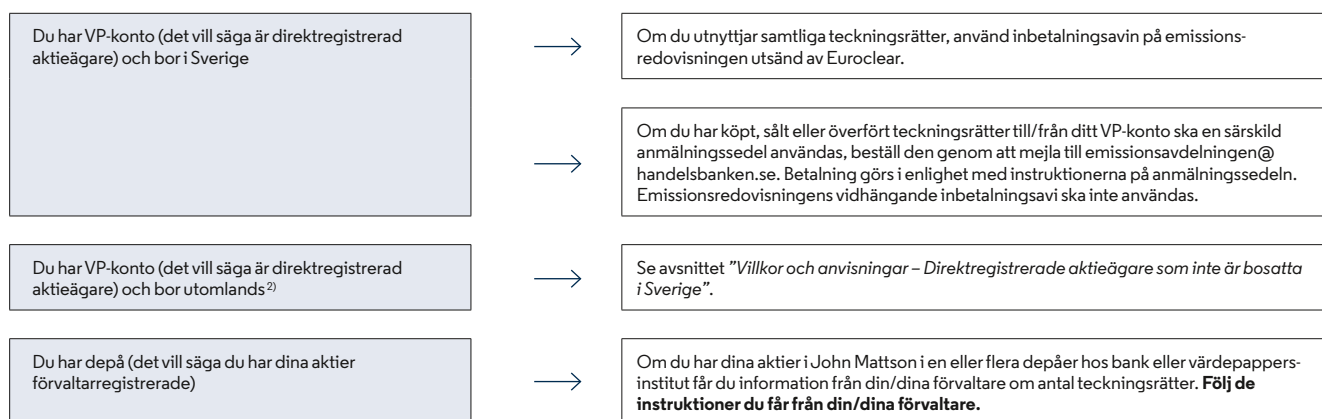 Du har VP-konto (det vill säga är direktregistrerad
aktieägare) och bor i Sverige
Om du utnyttjar samtliga teckningsrätter, använd inbetalningsavin på emissions-
redovisningen utsänd av Euroclear.
Om du har köpt, sålt eller överfört teckningsrätter till/från ditt VP-konto ska en särskild
anmälningssedel användas, beställ den genom att mejla till emissionsavdelningen@
handelsbanken.se. Betalning görs i enlighet med instruktionerna på anmälningssedeln.
Emissionsredovisningens vidhängande inbetalningsavi ska inte användas.
Du har VP-konto (det vill säga är direktregistrerad
aktieägare) och bor utomlands 2)
Se avsnittet ”Villkor och anvisningar – Direktregistrerade aktieägare som inte är bosatta
i Sverige”.
Du har depå (det vill säga du har dina aktier
förvaltarregistrerade)
Om du har dina aktier i John Mattson i en eller flera depåer hos bank eller värdepappers-
institut får du information från din/dina förvaltare om antal teckningsrätter. Följ de
instruktioner du får från din/dina förvaltare.